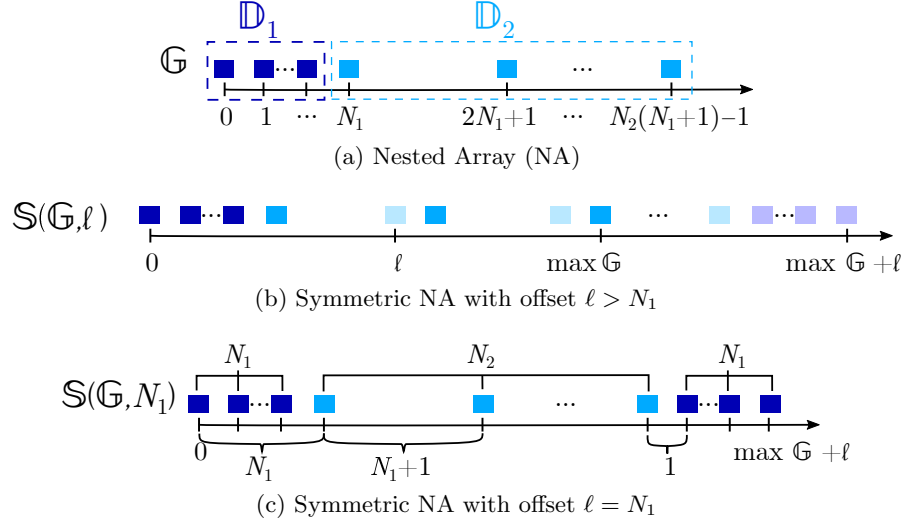 𝔻₁ 𝔻₂
𝔾 ...
0 1 ... N₁ 2N₁+1 ... N₂(N₁+1)−1
(a) Nested Array (NA)
𝕊(𝔾,ℓ) ... ... ...
0 ℓ max 𝔾 max 𝔾 +ℓ
(b) Symmetric NA with offset ℓ > N₁
N₁ N₂ N₁
𝕊(𝔾,N₁) ... ... ...
0 N₁ N₁+1 1 max 𝔾 +ℓ
(c) Symmetric NA with offset ℓ = N₁